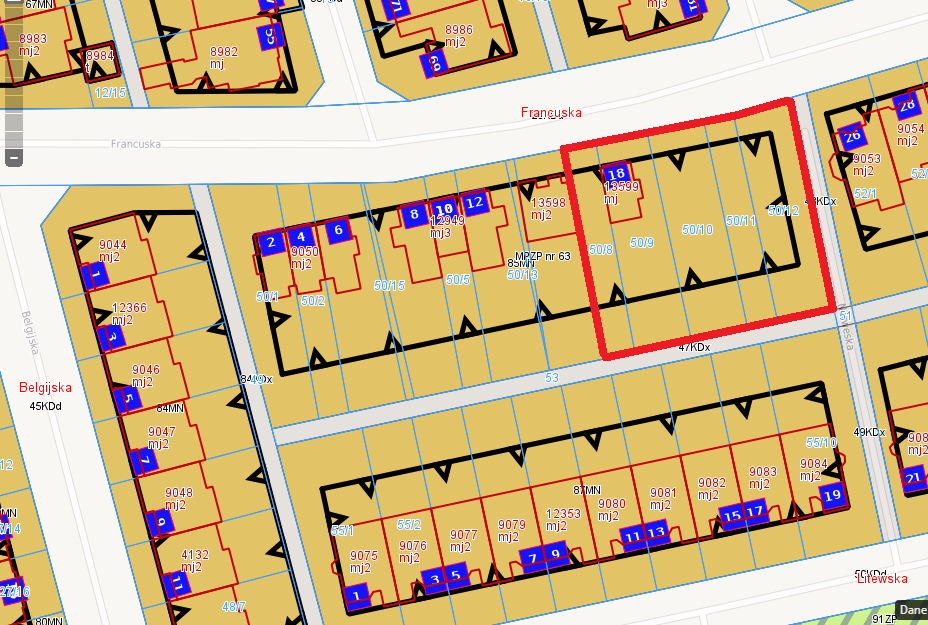 67MN
8983
mj2
8984
t
12/15
8982
mj
55
71
8986
mj2
69
mj3
Francuska
Francuska
28
26
9054
mj2
9053
mj2
52/1
18
13599
mj
13598
mj2
50/8
50/9
50/10
50/11
50/12
8
10
12
12949
mj3
2
4
6
9050
mj2
MPZP nr 63
85MN
50/13
50/1
50/2
50/15
50/5
9044
mj2
1
12366
mj2
3
Belgijska
Belgijska
45KDd
9046
mj2
5
84MN
9047
mj2
7
9048
mj2
9
4132
mj2
11
48/7
51
47KDx
53
49KDx
55/10
9084
mj2
19
9083
mj2
15
17
9082
mj2
9081
mj2
11
13
87MN
9080
mj2
12353
mj2
7
9
9079
mj2
9077
mj2
3
5
55/2
9076
mj2
55/1
9075
mj2
1
21
Litewska
Dane
91ZP
80MN